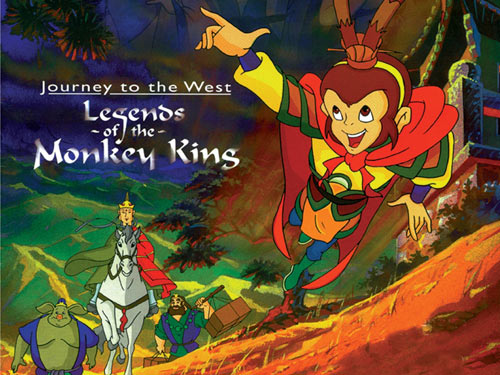 Journey to the West
Legends
-of the-
Monkey King